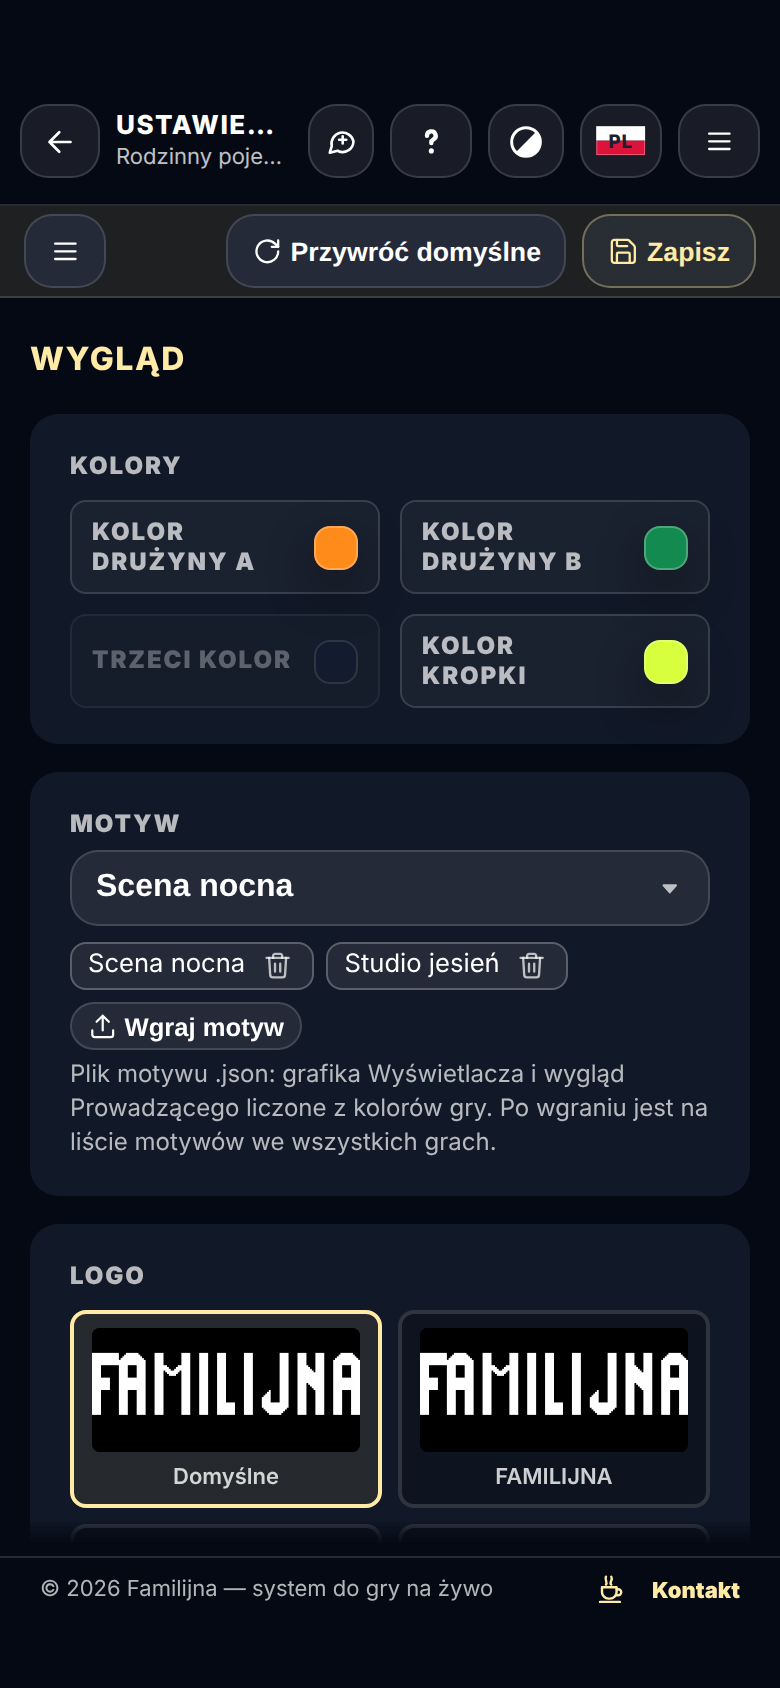 USTAWIE...
Rodzinny poje...
?
PL
Przywróć domyślne
Zapisz
WYGLĄD
KOLORY
KOLOR
DRUŻYNY A
KOLOR
DRUŻYNY B
TRZECI KOLOR
KOLOR
KROPKI
MOTYW
Scena nocna
Scena nocna
Studio jesień
Wgraj motyw
Plik motywu .json: grafika Wyświetlacza i wygląd
Prowadzącego liczone z kolorów gry. Po wgraniu jest na
liście motywów we wszystkich grach.
LOGO
FAMILIJNA
FAMILIJNA
Domyślne
FAMILIJNA
© 2026 Familijna — system do gry na żywo
Kontakt